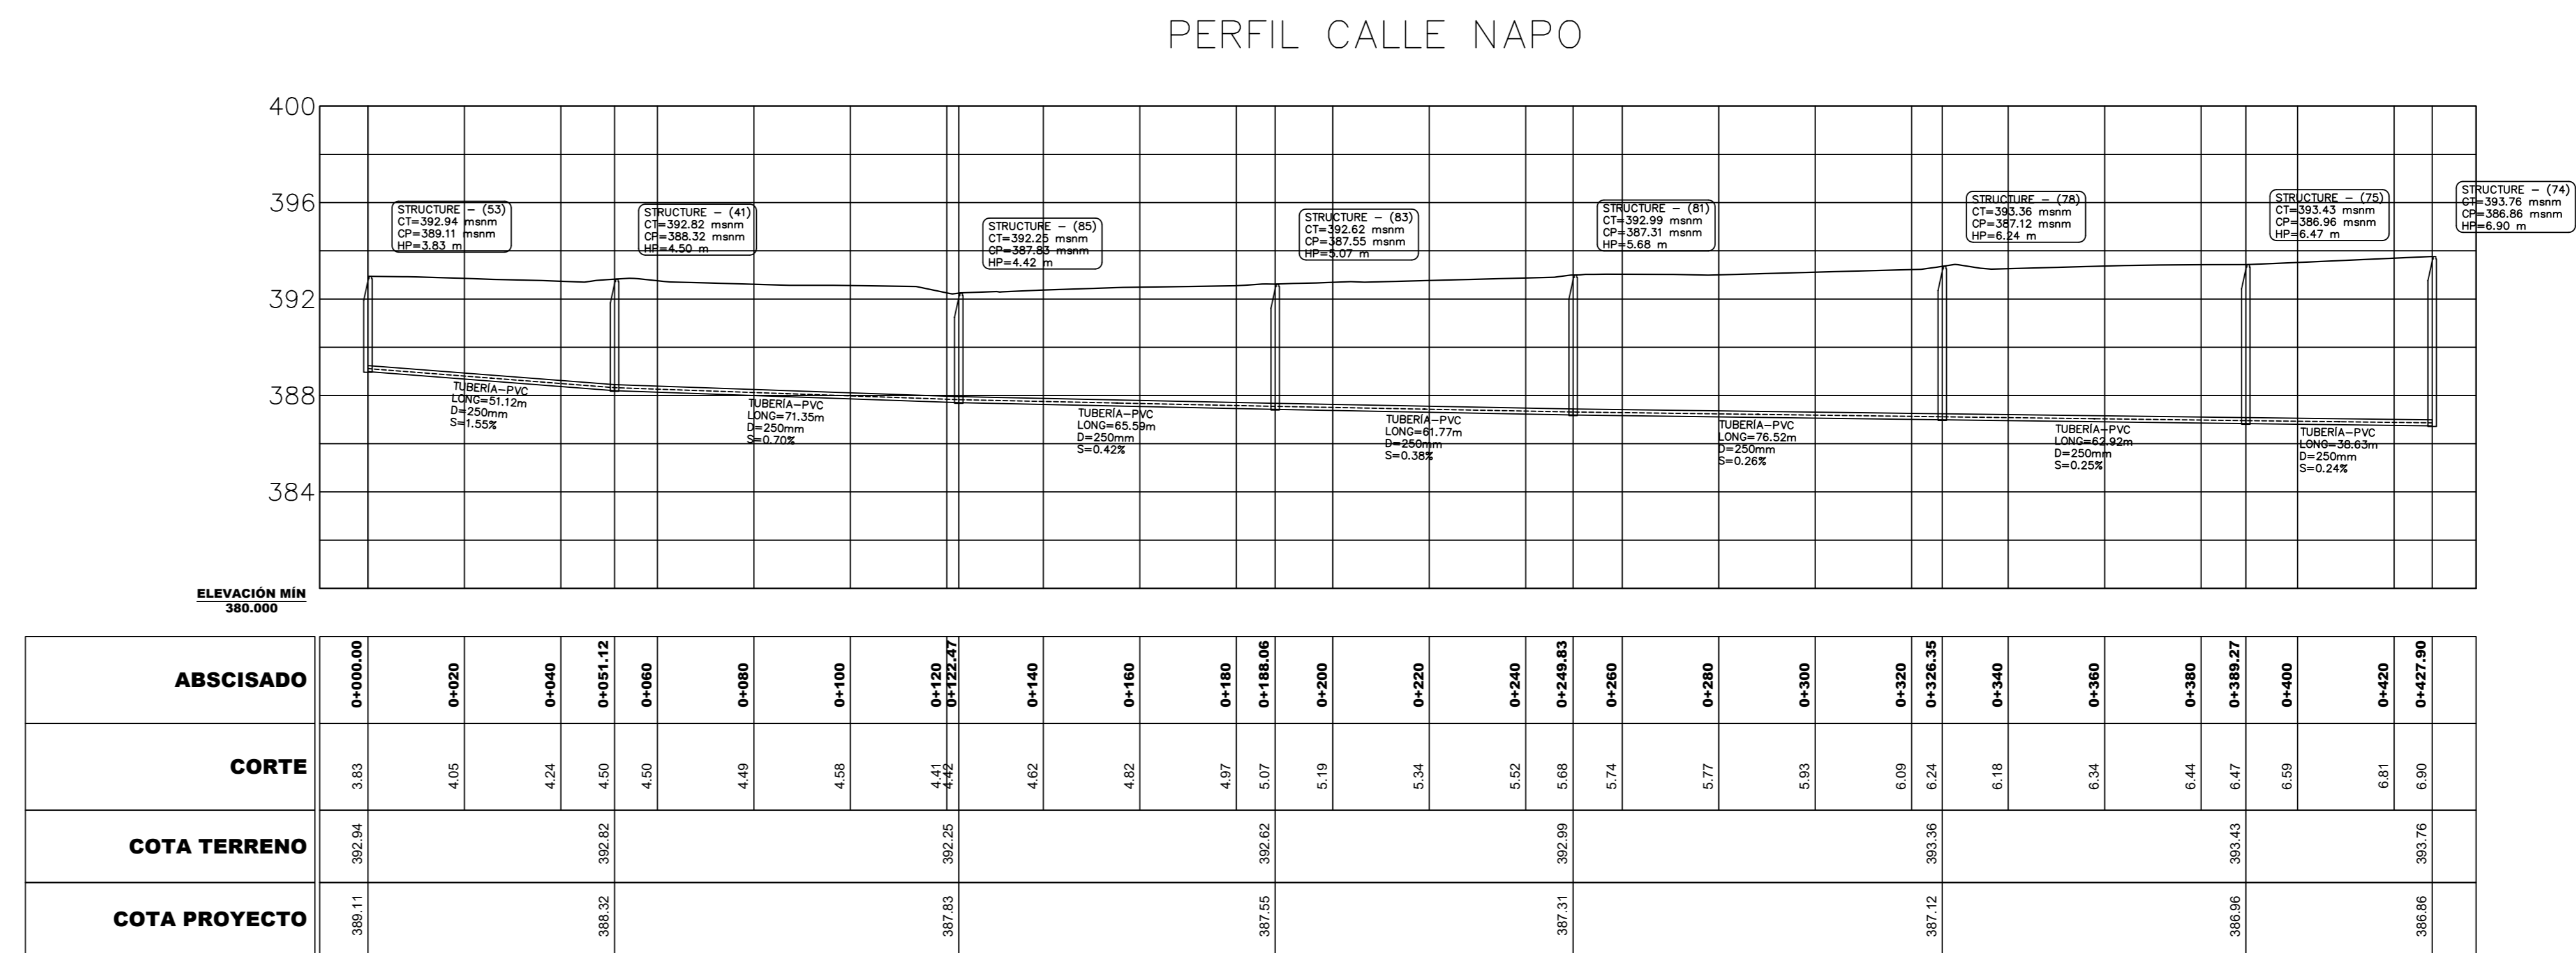 PERFIL CALLE NAPO
400
396
392
388
384
STRUCTURE - (53)
CT=392.94 msnm
CP=389.11 msnm
HP=3.83 m
STRUCTURE - (41)
CT=392.82 msnm
CP=388.32 msnm
HP=4.50 m
STRUCTURE - (85)
CT=392.25 msnm
CP=387.83 msnm
HP=4.42 m
STRUCTURE - (83)
CT=392.62 msnm
CP=387.55 msnm
HP=5.07 m
STRUCTURE - (81)
CT=392.99 msnm
CP=387.31 msnm
HP=5.68 m
STRUCTURE - (78)
CT=393.36 msnm
CP=387.12 msnm
HP=6.24 m
STRUCTURE - (75)
CT=393.43 msnm
CP=386.96 msnm
HP=6.47 m
STRUCTURE - (74)
CT=393.76 msnm
CP=386.86 msnm
HP=6.90 m
TUBERÍA-PVC
LONG=51.12m
D=250mm
S=1.55%
TUBERÍA-PVC
LONG=71.35m
D=250mm
S=0.70%
TUBERÍA-PVC
LONG=65.59m
D=250mm
S=0.42%
TUBERÍA-PVC
LONG=61.77m
D=250mm
S=0.38%
TUBERÍA-PVC
LONG=76.52m
D=250mm
S=0.26%
TUBERÍA-PVC
LONG=62.92m
D=250mm
S=0.25%
TUBERÍA-PVC
LONG=38.63m
D=250mm
S=0.24%
ELEVACIÓN MÍN
380.000
ABSCISADO
0+000.00
0+020
0+040
0+051.12
0+060
0+080
0+100
0+120
0+122.47
0+140
0+160
0+180
0+188.06
0+200
0+220
0+240
0+249.83
0+260
0+280
0+300
0+320
0+326.35
0+340
0+360
0+380
0+389.27
0+400
0+420
0+427.90
CORTE
3.83
4.05
4.24
4.50
4.50
4.49
4.58
4.41
4.42
4.62
4.82
4.97
5.07
5.19
5.34
5.52
5.68
5.74
5.77
5.93
6.09
6.24
6.18
6.34
6.44
6.47
6.59
6.81
6.90
COTA TERRENO
392.94
392.82
392.25
392.62
392.99
393.36
393.43
393.76
COTA PROYECTO
389.11
388.32
387.83
387.55
387.31
387.12
386.96
386.86